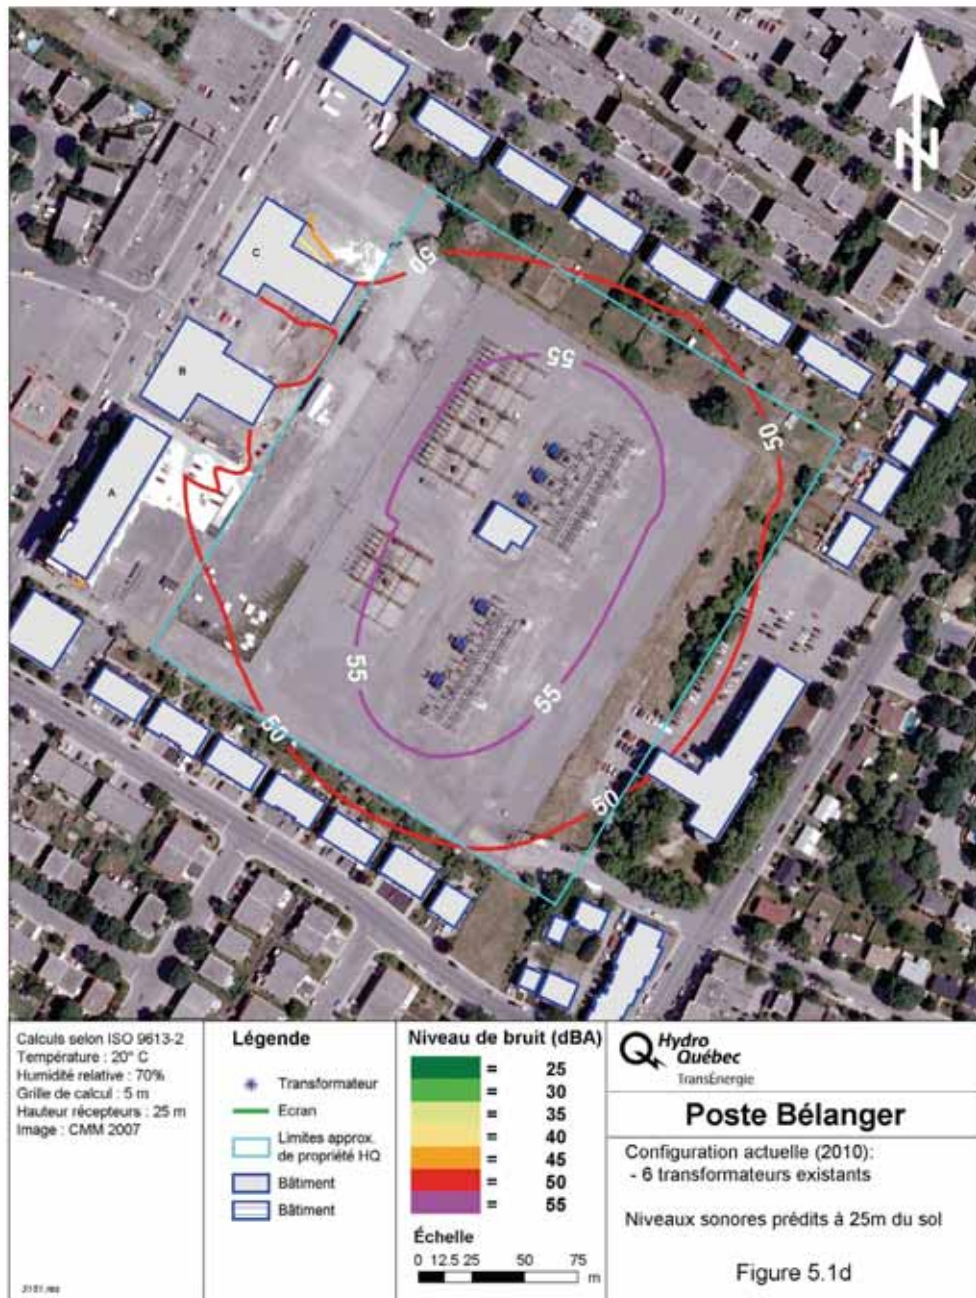 N
C
B
A
50
55
50
55
55
50
50
Calculs selon ISO 9613-2
Température : 20° C
Humidité relative : 70%
Grille de calcul : 5 m
Hauteur récepteurs : 25 m
Image : CMM 2007
Légende
Transformateur
Ecran
Limites approx.
de propriété HQ
Bâtiment
Bâtiment
Niveau de bruit (dBA)
= 25
= 30
= 35
= 40
= 45
= 50
= 55
Échelle
0 12.5 25 50 75
m
Hydro
Québec
TransÉnergie
Poste Bélanger
Configuration actuelle (2010):
- 6 transformateurs existants
Niveaux sonores prédits à 25m du sol
Figure 5.1d